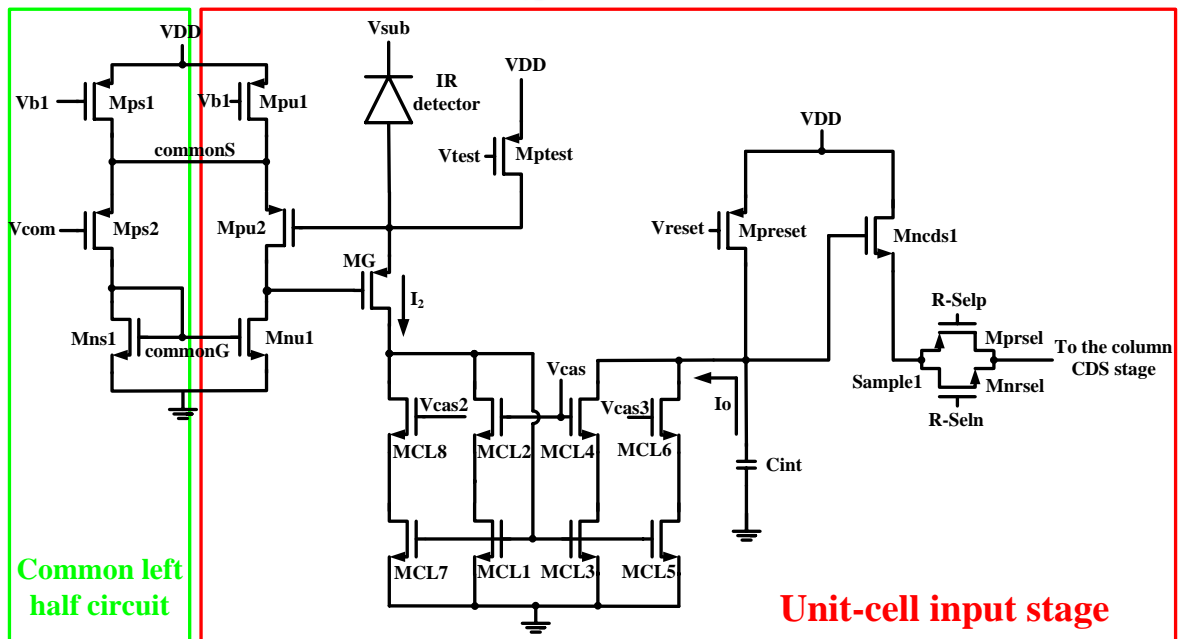 VDD
Vb1
Mps1
Vb1
Mpu1
commonS
Vcom
Mps2
Mpu2
Mns1
commonG
Mnu1
Vsub
IR
detector
VDD
Vtest
Mptest
MG
I2
Vcas2
Vcas
Vcas3
Io
MCL8
MCL2
MCL4
MCL6
MCL7
MCL1
MCL3
MCL5
Cint
VDD
Vreset
Mpreset
Mncds1
R-Selp
Mprsel
Sample1
Mnrsel
R-Seln
To the column
CDS stage
Common left
half circuit
Unit-cell input stage